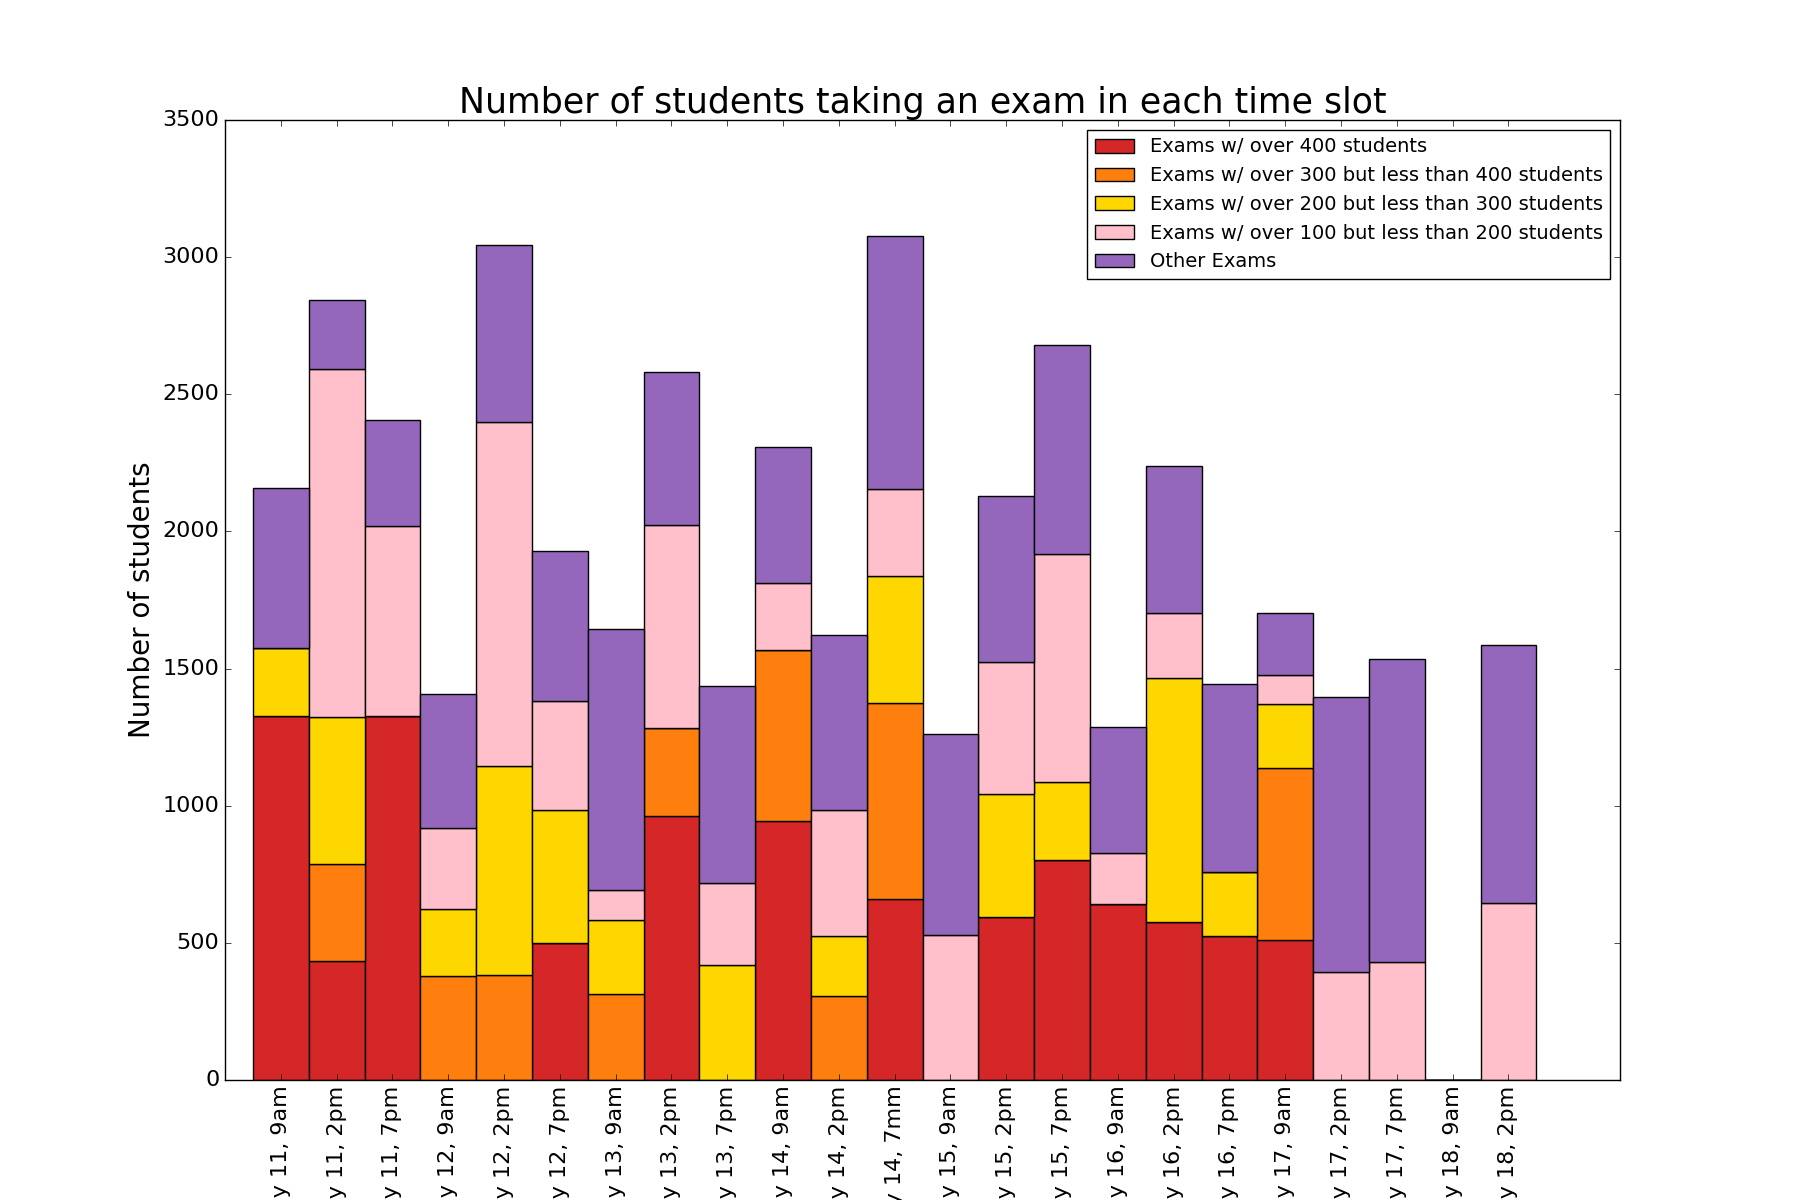 Number of students taking an exam in each time slot
Exams w/ over 400 students
Exams w/ over 300 but less than 400 students
Exams w/ over 200 but less than 300 students
Exams w/ over 100 but less than 200 students
Other Exams
Number of students
3500
3000
2500
2000
1500
1000
500
0
y 11, 9am
y 11, 2pm
y 11, 7pm
y 12, 9am
y 12, 2pm
y 12, 7pm
y 13, 9am
y 13, 2pm
y 13, 7pm
y 14, 9am
y 14, 2pm
y 14, 7mm
y 15, 9am
y 15, 2pm
y 15, 7pm
y 16, 9am
y 16, 2pm
y 16, 7pm
y 17, 9am
y 17, 2pm
y 17, 7pm
y 18, 9am
y 18, 2pm